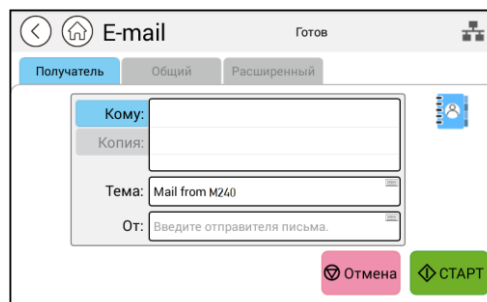 E-mail
Готов
Получатель
Общий
Расширенный
Кому:
Копия:
Тема: Mail from M240
От: Введите отправителя письма.
Отмена
СТАРТ